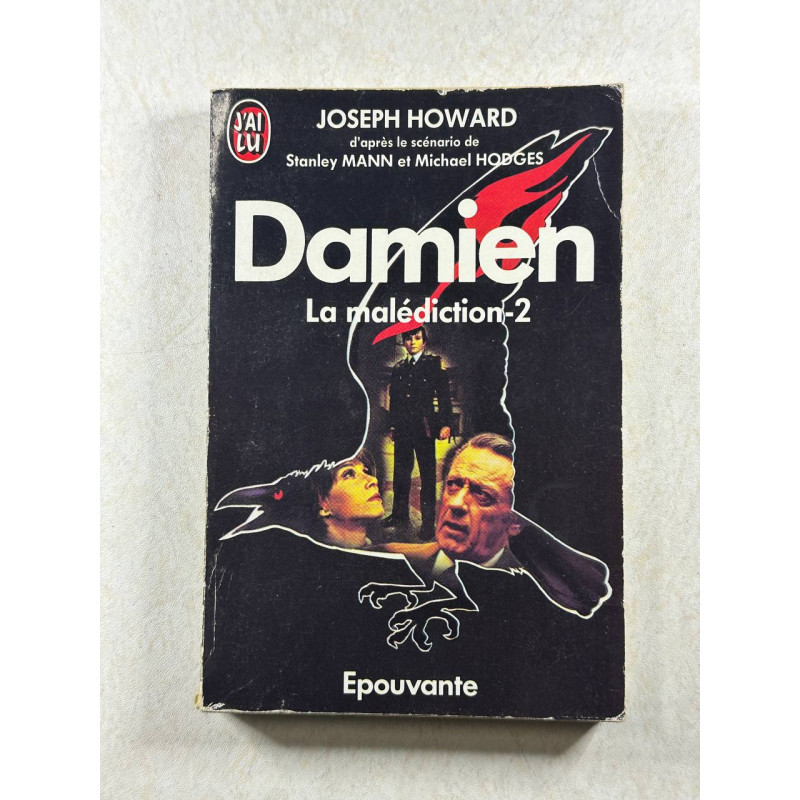 J'AI
LU
JOSEPH HOWARD
d'après le scénario de
Stanley MANN et Michael HODGES
Damien
La malédiction-2
Epouvante